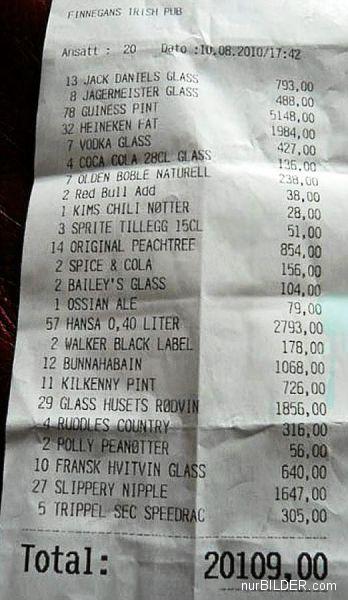 FINNEGANS IRISH PUB
Ansatt : 20 Dato :10.08.2010/17:42
13 JACK DANIELS GLASS 793,00
8 JAGERMEISTER GLASS 488,00
78 GUINESS PINT 5148,00
32 HEINEKEN FAT 1984,00
7 VODKA GLASS 427,00
4 COCA COLA 28CL GLASS 136,00
7 OLDEN BOBLE NATURELL 238,00
2 Red Bull Add 38,00
1 KIMS CHILI NØTTER 28,00
3 SPRITE TILLEGG 15CL 51,00
14 ORIGINAL PEACHTREE 854,00
2 SPICE & COLA 156,00
2 BAILEY'S GLASS 104,00
1 OSSIAN ALE 79,00
57 HANSA 0,40 LITER 2793,00
2 WALKER BLACK LABEL 178,00
12 BUNNAHABAIN 1068,00
11 KILKENNY PINT 726,00
29 GLASS HUSETS RØDVIN 1856,00
4 RUDDLES COUNTRY 316,00
2 POLLY PEANØTTER 56,00
10 FRANSK HVITVIN GLASS 640,00
27 SLIPPERY NIPPLE 1647,00
5 TRIPPEL SEC SPEEDRAC 305,00
Total: 20109,00
nurBILDER.com